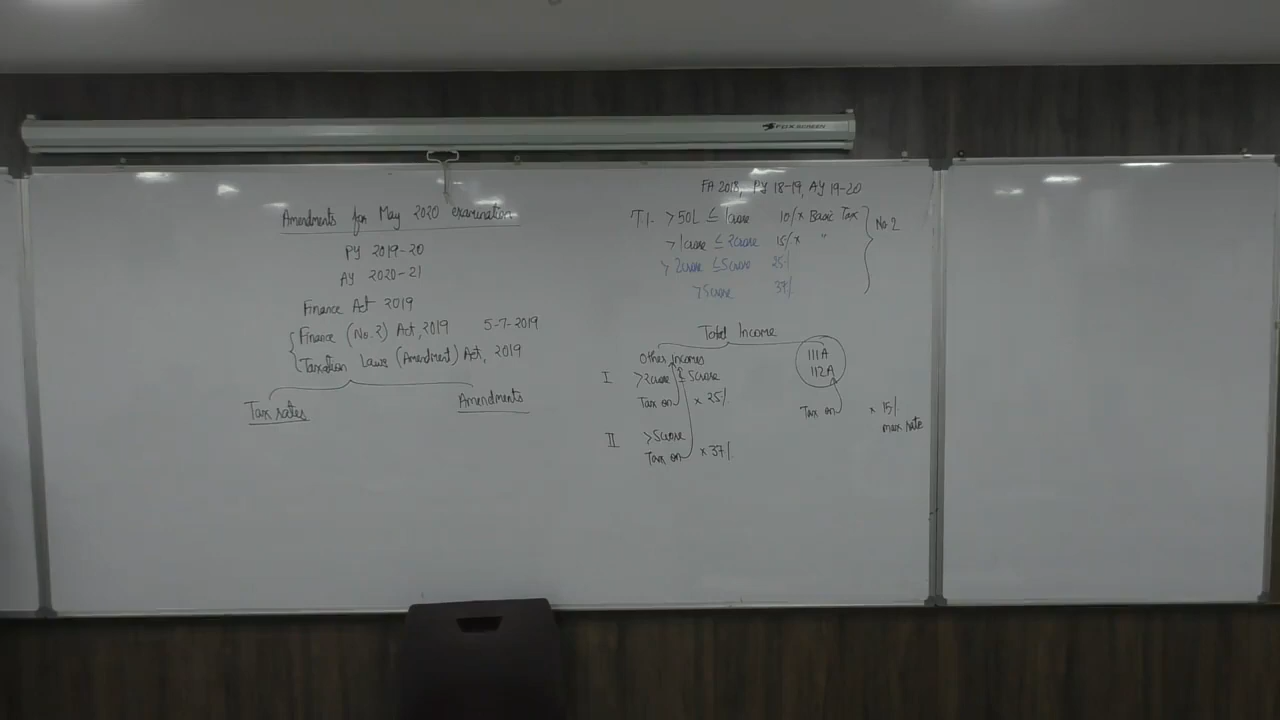 FOX SCREEN
Amendments for May 2020 examination
PY 2019-20
AY 2020-21
Finance Act 2019
Finance (No.2) Act, 2019 5-7-2019
Taxation Laws (Amendment) Act, 2019
Tax rates Amendments
FA 2018, PY 18-19, AY 19-20
T.I. >50L ≤ 1crore 10% x Basic Tax
>1crore ≤ 2crore 15% x "
>2crore ≤5crore 25%
>5crore 37%
No.2
Total Income
Other incomes
111A
112A
I >2crore ≤ 5crore
Tax on x 25%
Tax on x 15%
max rate
II >5crore
Tax on x 37%